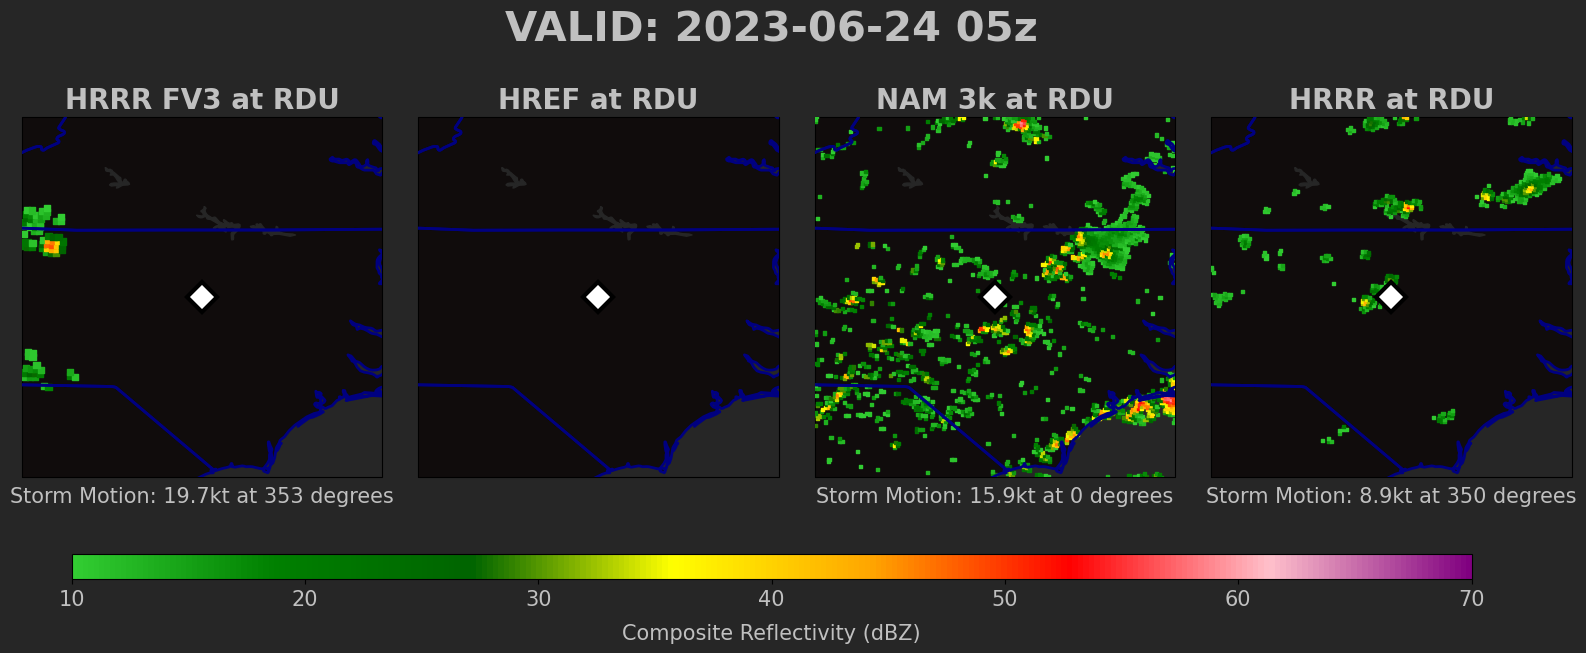 VALID: 2023-06-24 05z
HRRR FV3 at RDU
HREF at RDU
NAM 3k at RDU
HRRR at RDU
Storm Motion: 19.7kt at 353 degrees
Storm Motion: 15.9kt at 0 degrees
Storm Motion: 8.9kt at 350 degrees
10 20 30 40 50 60 70
Composite Reflectivity (dBZ)